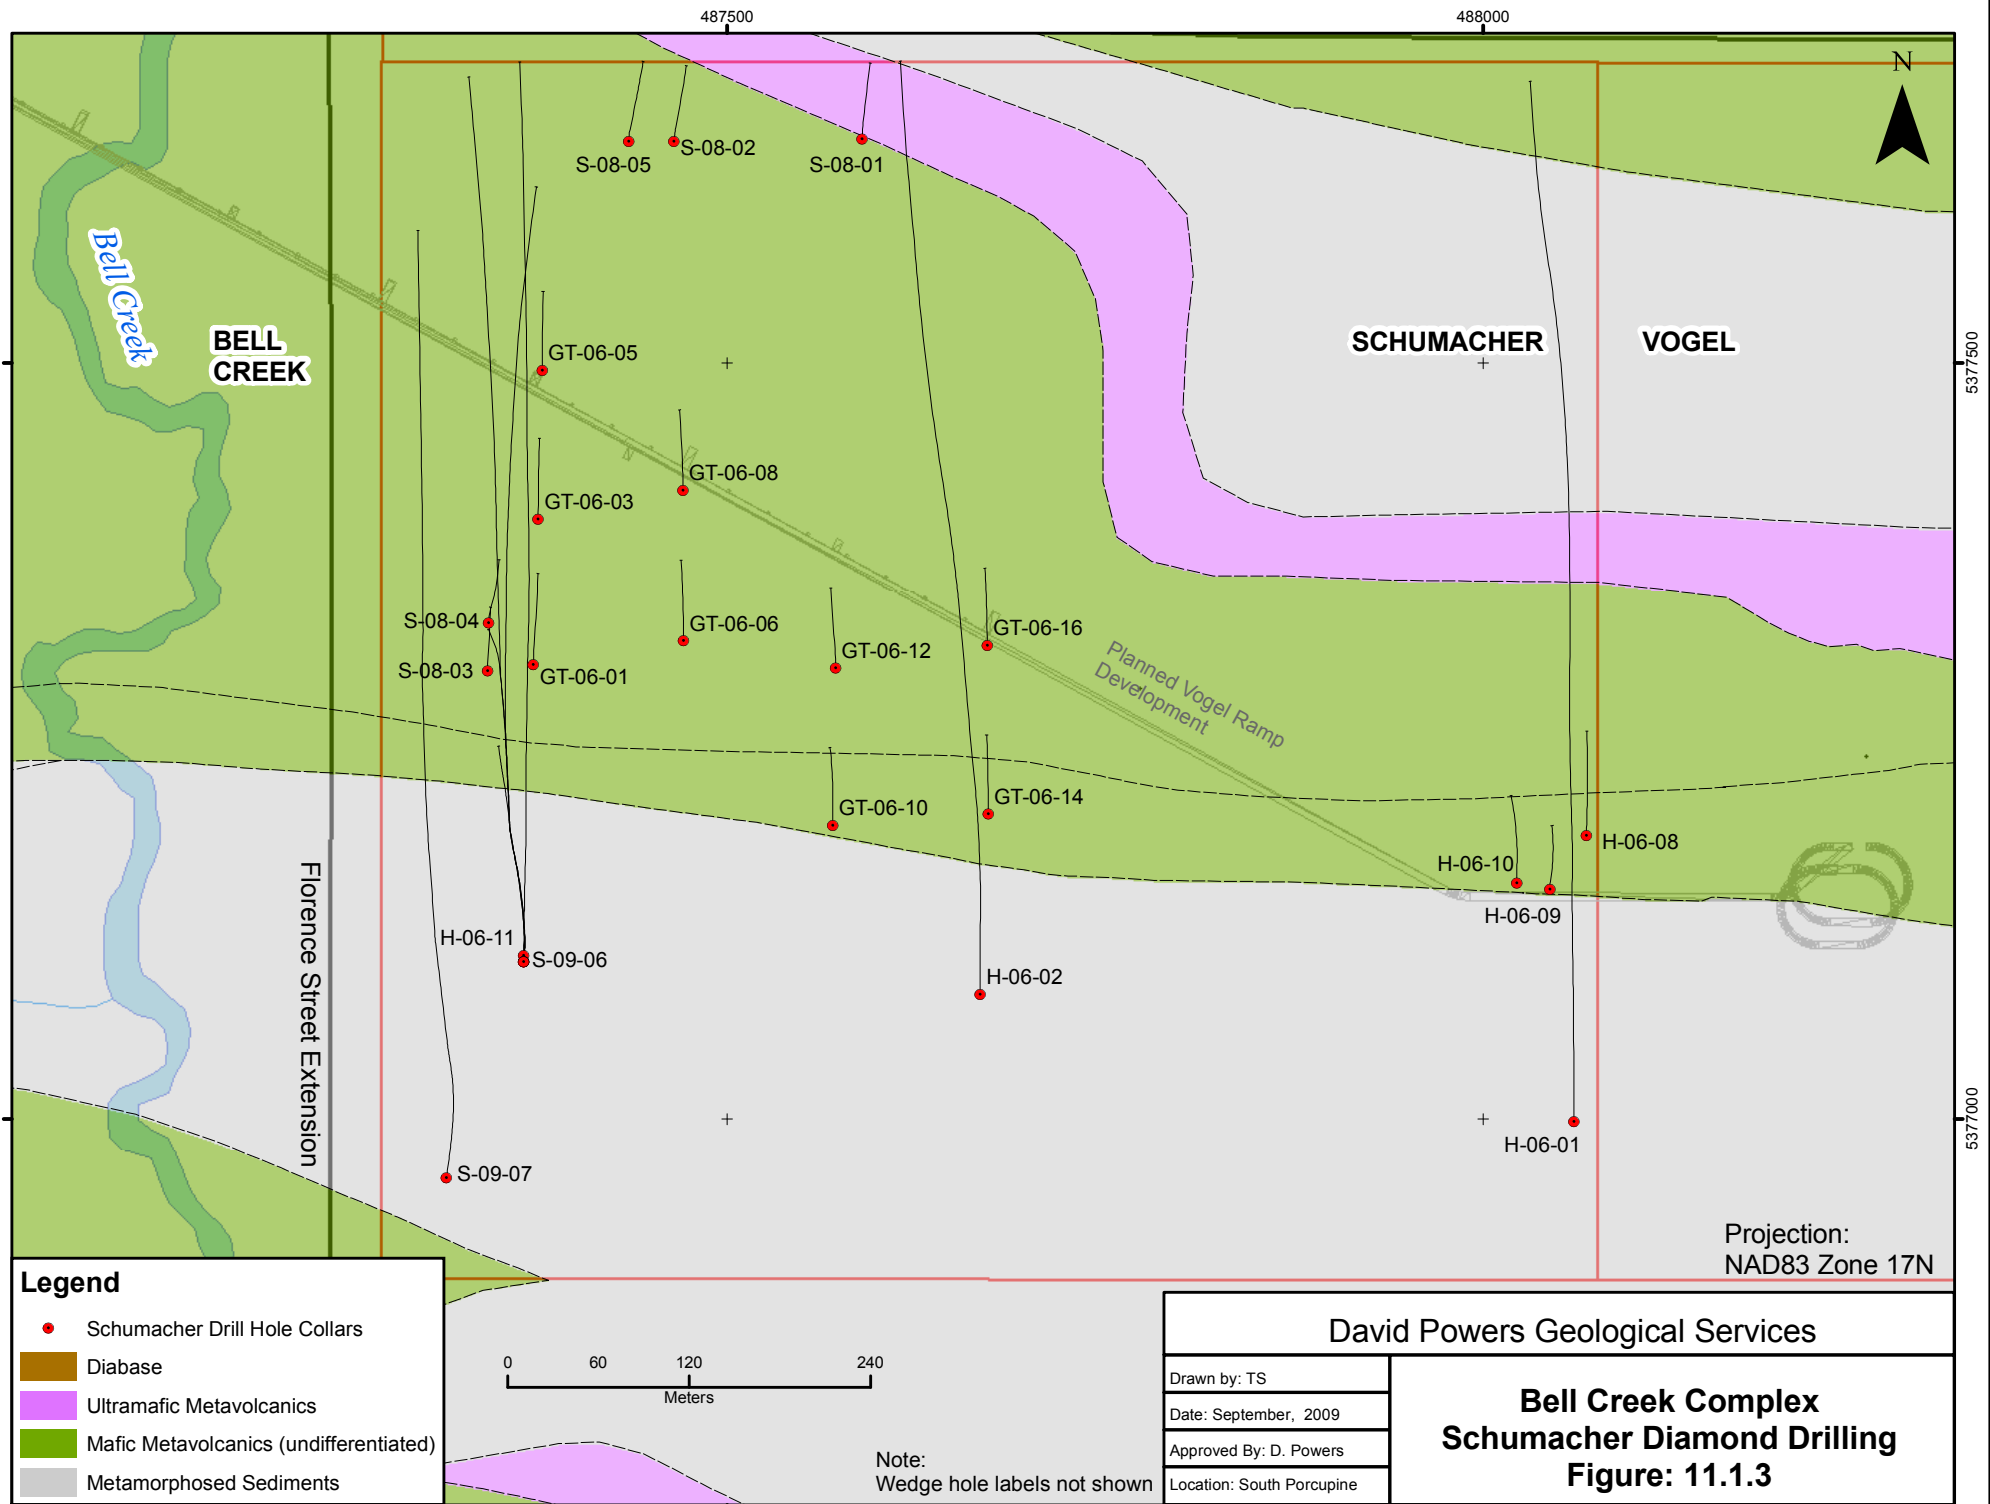 487500
488000
N
S-08-05
S-08-02
S-08-01
Bell Creek
BELL
CREEK
SCHUMACHER
VOGEL
5377500
GT-06-05
GT-06-08
GT-06-03
S-08-04
GT-06-06
GT-06-16
GT-06-12
S-08-03
GT-06-01
Planned Vogel Ramp
Development
GT-06-10
GT-06-14
H-06-08
H-06-10
H-06-09
Florence Street Extension
H-06-11
S-09-06
H-06-02
5377000
H-06-01
S-09-07
Projection:
NAD83 Zone 17N
Legend
Schumacher Drill Hole Collars
Diabase
Ultramafic Metavolcanics
Mafic Metavolcanics (undifferentiated)
Metamorphosed Sediments
0 60 120 240
Meters
Note:
Wedge hole labels not shown
David Powers Geological Services
Drawn by: TS
Date: September, 2009
Approved By: D. Powers
Location: South Porcupine
Bell Creek Complex
Schumacher Diamond Drilling
Figure: 11.1.3